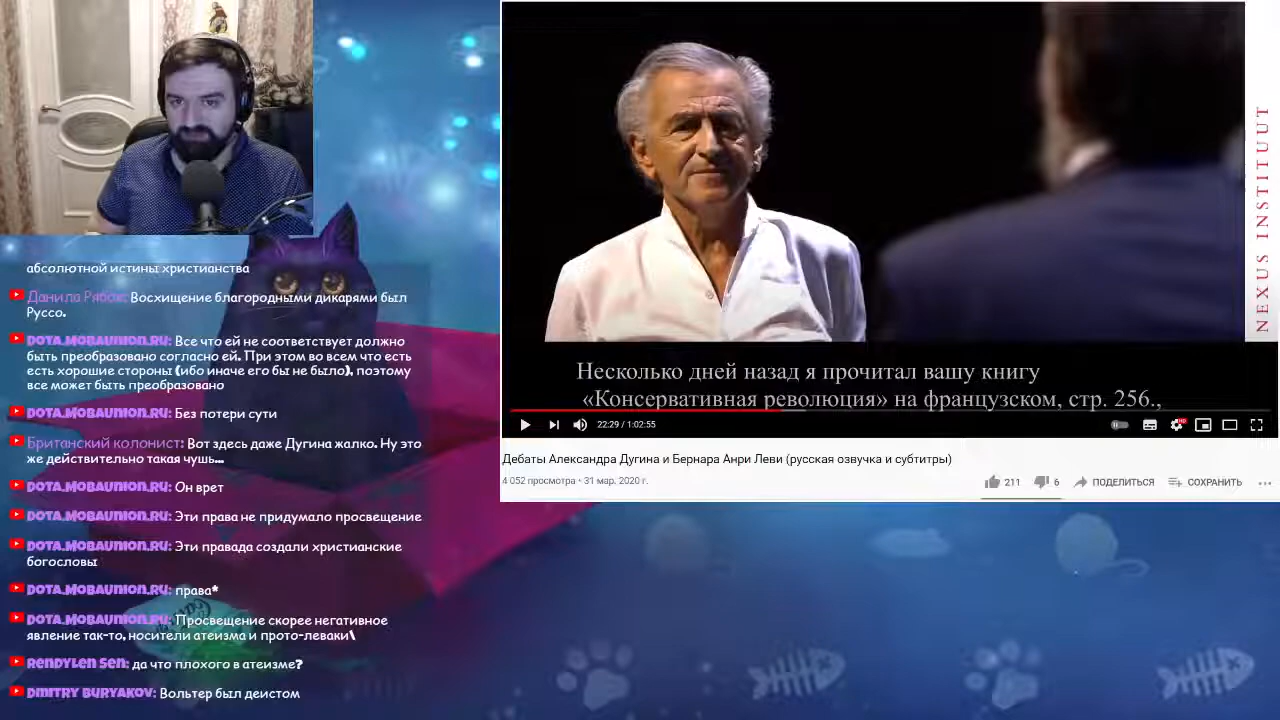 абсолютной истины христианства
Данила Рябов: Восхищение благородными дикарями был
Руссо.
DOTA.MOBAUNION.RU: Все что ей не соответствует должно
быть преобразовано согласно ей. При этом во всем что есть
есть хорошие стороны (ибо иначе его бы не было), поэтому
все может быть преобразовано
DOTA.MOBAUNION.RU: Без потери сути
Британский колонист: Вот здесь даже Дугина жалко. Ну это
же действительно такая чушь...
DOTA.MOBAUNION.RU: Он врет
DOTA.MOBAUNION.RU: Эти права не придумало просвещение
DOTA.MOBAUNION.RU: Эти правада создали христианские
богословы
DOTA.MOBAUNION.RU: права*
DOTA.MOBAUNION.RU: Просвещение скорее негативное
явление так-то, носители атеизма и прото-леваки\
Rendylen Sen: да что плохого в атеизме?
Dmitry Buryakov: Вольтер был деистом
NEXUS INSTITUUT
Несколько дней назад я прочитал вашу книгу
«Консервативная революция» на французском, стр. 256.,
22:29 / 1:02:55
Дебаты Александра Дугина и Бернара Анри Леви (русская озвучка и субтитры)
4 052 просмотра • 31 мар. 2020 г.
211
6
ПОДЕЛИТЬСЯ
СОХРАНИТЬ